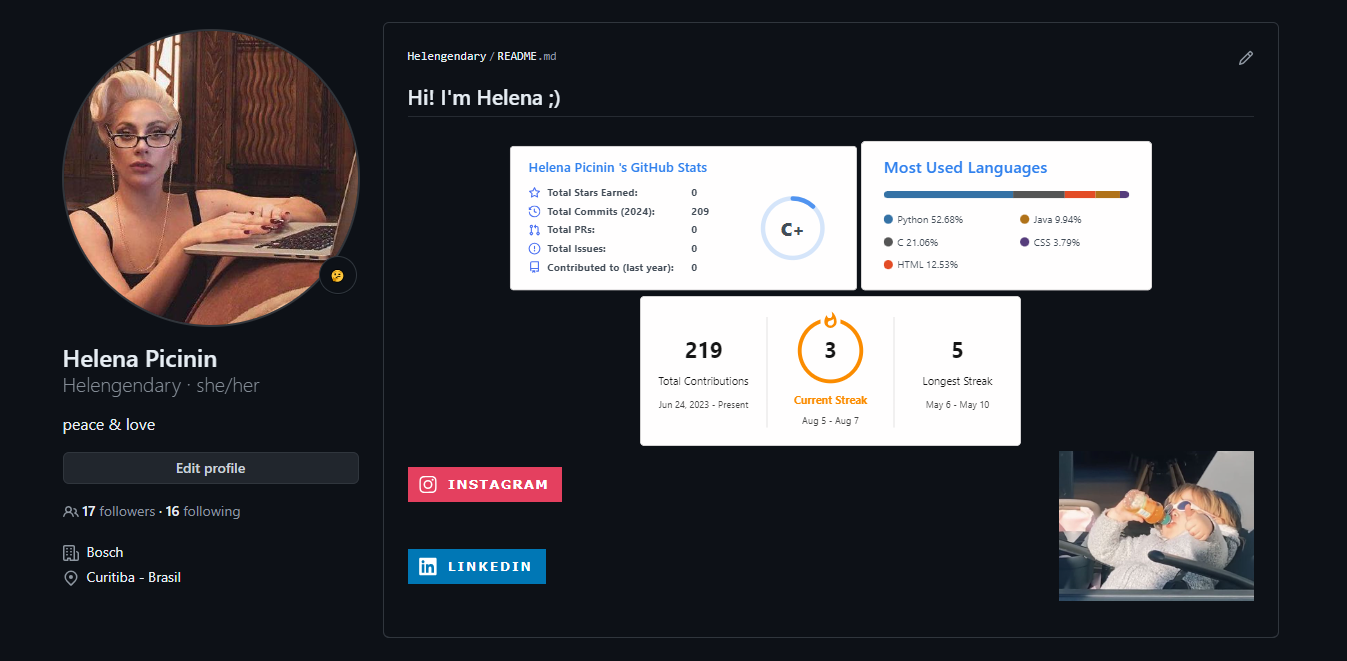 Helena Picinin
Helengendary · she/her
peace & love
Edit profile
17 followers · 16 following
Bosch
Curitiba - Brasil
Helengendary / README.md
Hi! I'm Helena ;)
Helena Picinin 's GitHub Stats
Total Stars Earned: 0
Total Commits (2024): 209
Total PRs: 0
Total Issues: 0
Contributed to (last year): 0
C+
Most Used Languages
Python 52.68%
C 21.06%
HTML 12.53%
Java 9.94%
CSS 3.79%
219
Total Contributions
Jun 24, 2023 - Present
3
Current Streak
Aug 5 - Aug 7
5
Longest Streak
May 6 - May 10
INSTAGRAM
LINKEDIN